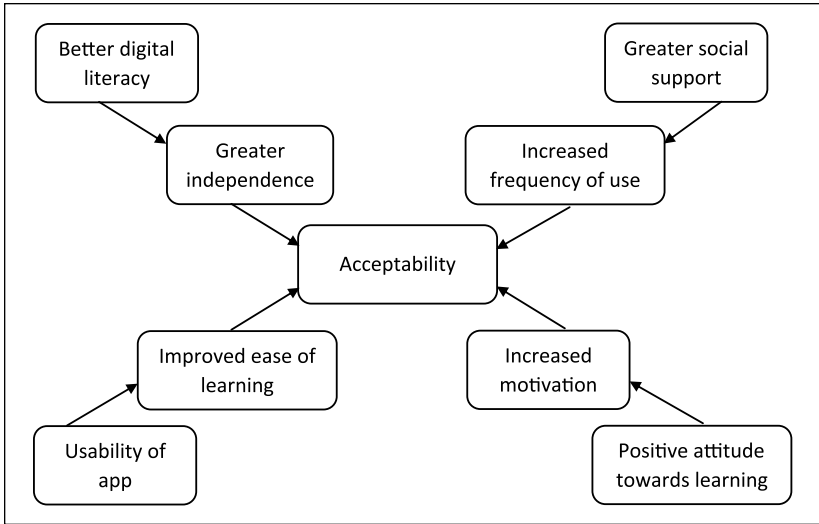 Better digital
literacy
Greater social
support
Greater
independence
Increased
frequency of use
Acceptability
Improved ease of
learning
Increased
motivation
Usability of
app
Positive attitude
towards learning